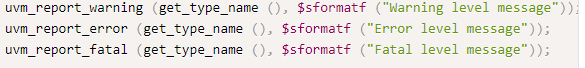 uvm_report_warning (get_type_name (), $sformatf ("Warning level message"));
uvm_report_error (get_type_name (), $sformatf ("Error level message"));
uvm_report_fatal (get_type_name (), $sformatf ("Fatal level message"));